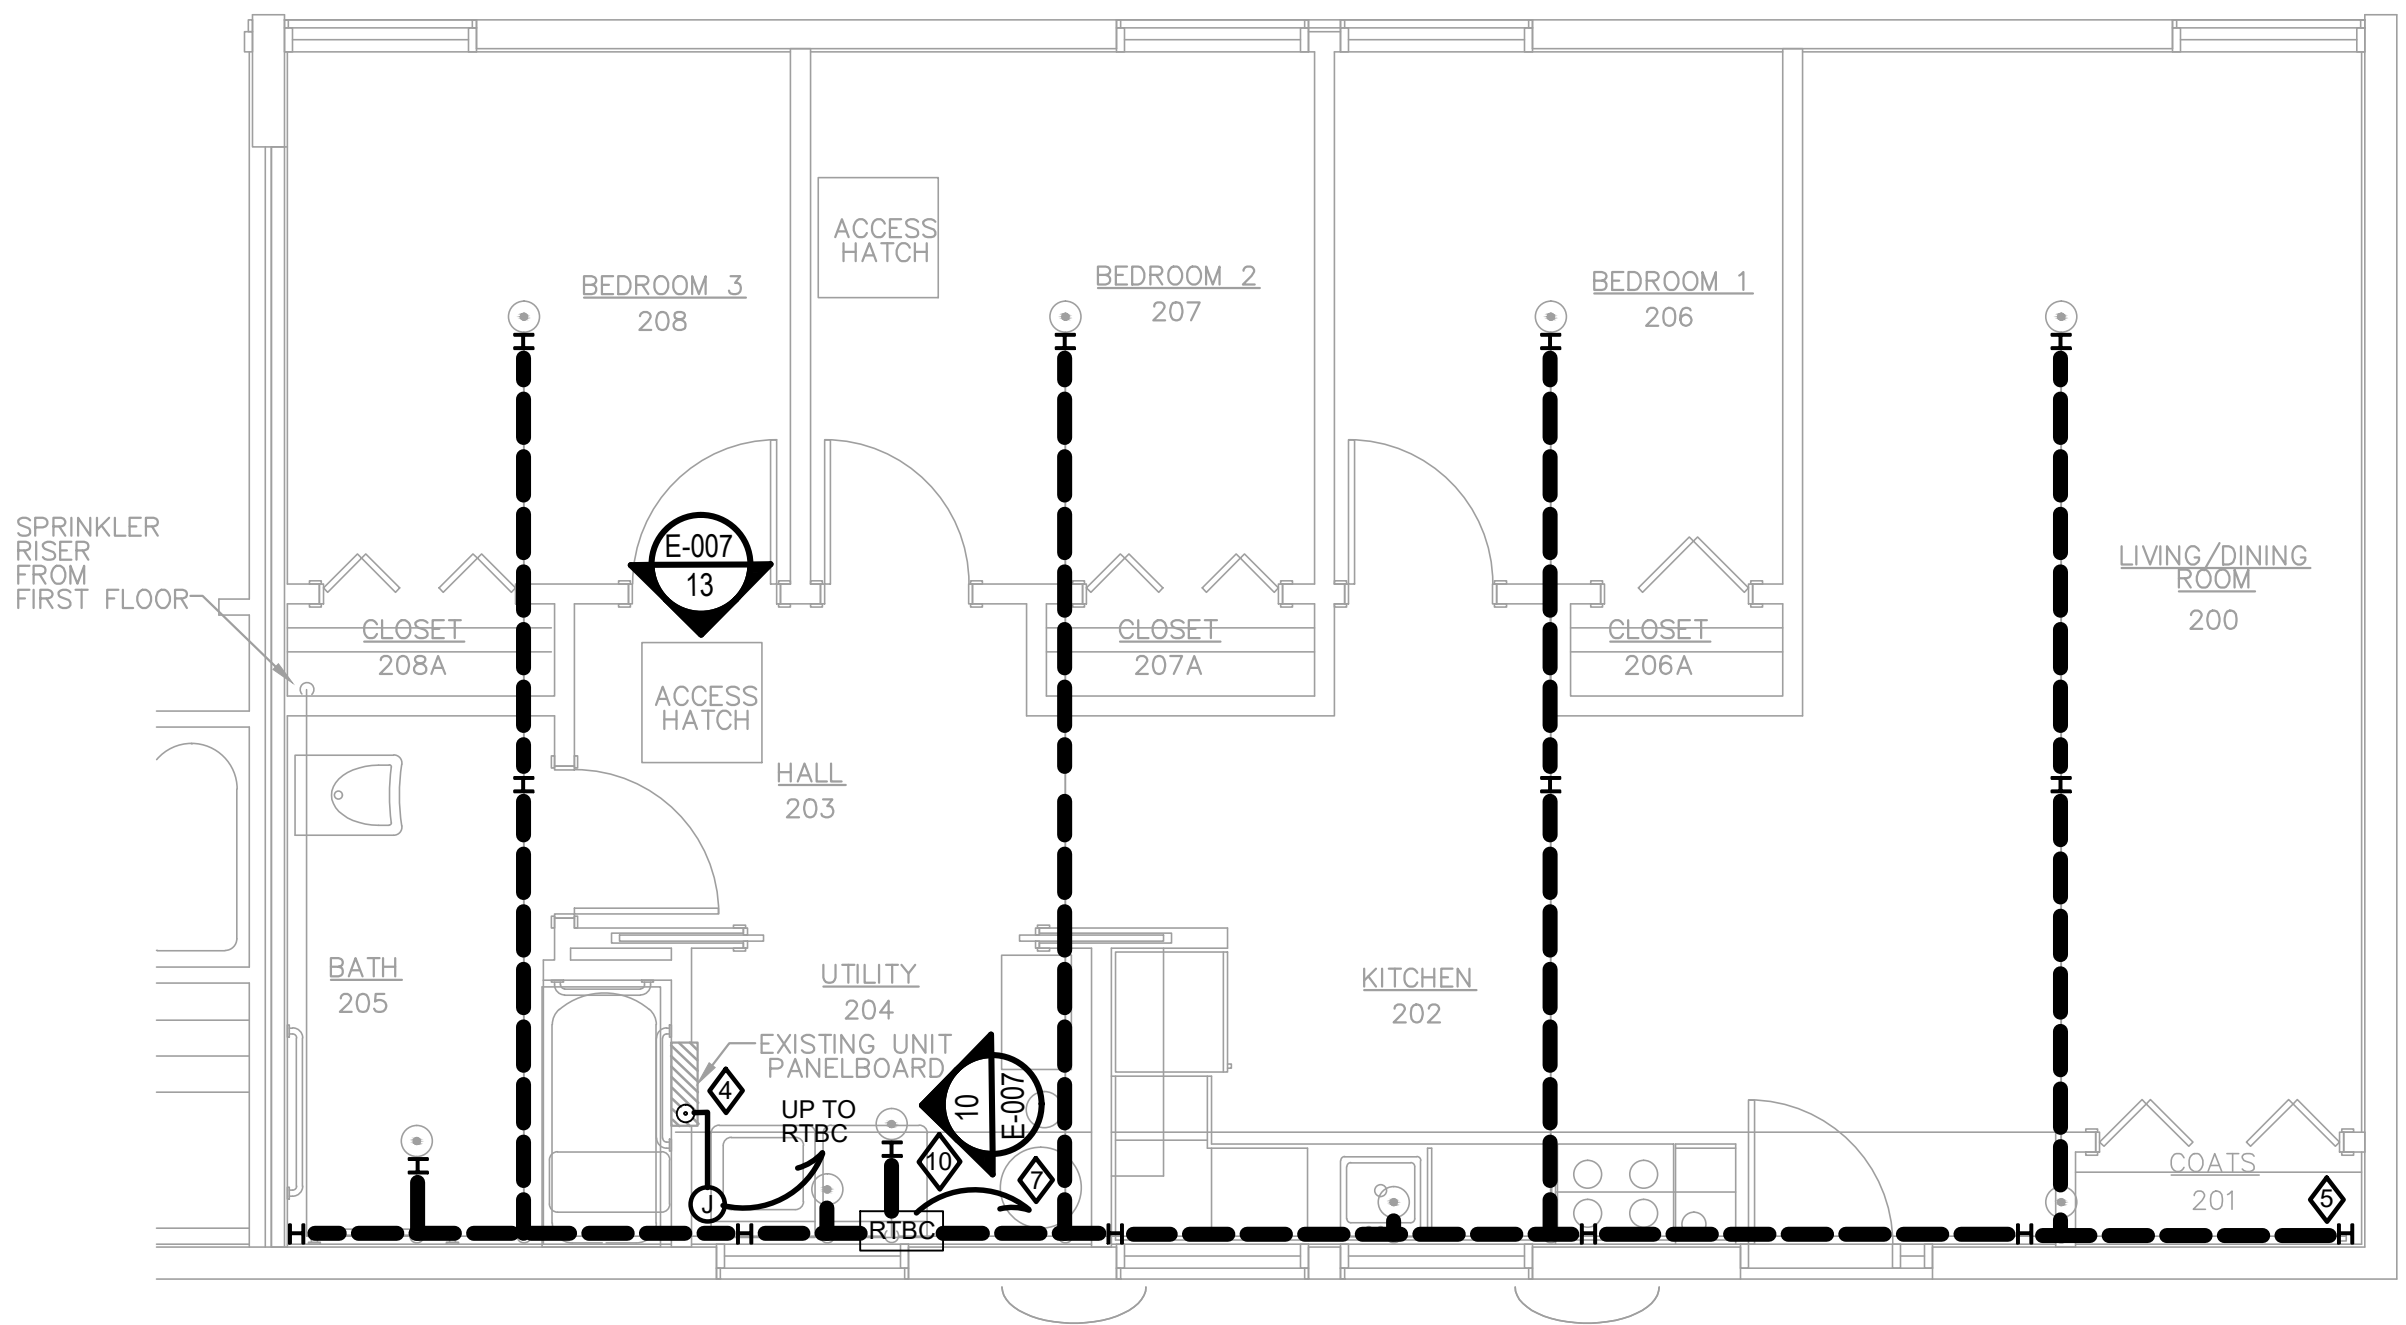 ACCESS
HATCH
BEDROOM 3
208
BEDROOM 2
207
BEDROOM 1
206
SPRINKLER
RISER
FROM
FIRST FLOOR
E-007
13
LIVING/DINING
ROOM
200
CLOSET
208A
CLOSET
207A
CLOSET
206A
ACCESS
HATCH
HALL
203
BATH
205
UTILITY
204
KITCHEN
202
EXISTING UNIT
PANELBOARD
4
UP TO
RTBC
10
E-007
10
7
J
RTBC
COATS
201
5